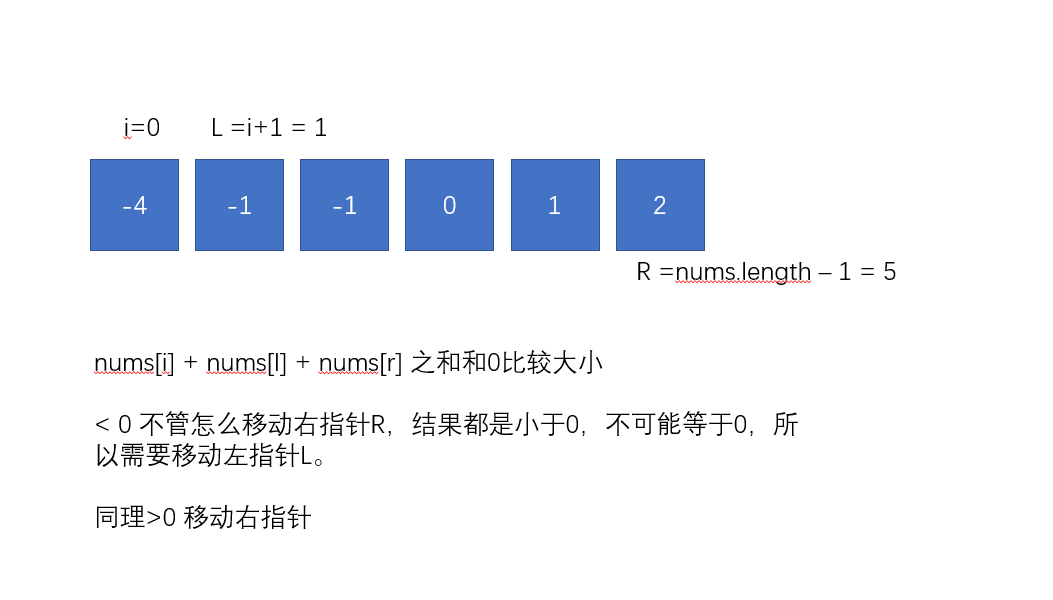 i=0 L =i+1 = 1
-4 -1 -1 0 1 2
R =nums.length – 1 = 5
nums[i] + nums[l] + nums[r] 之和和0比较大小
< 0 不管怎么移动右指针R，结果都是小于0，不可能等于0，所
以需要移动左指针L。
同理>0 移动右指针